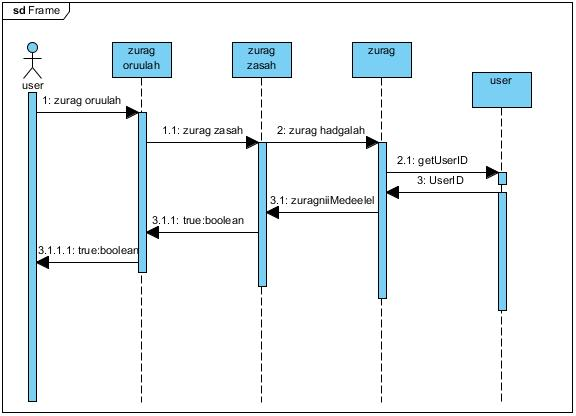 sd Frame
user
zurag
oruulah
zurag
zasah
zurag
user
1: zurag oruulah
1.1: zurag zasah
2: zurag hadgalah
2.1: getUserID
3: UserID
3.1: zuragniiMedeelel
3.1.1: true:boolean
3.1.1.1: true:boolean